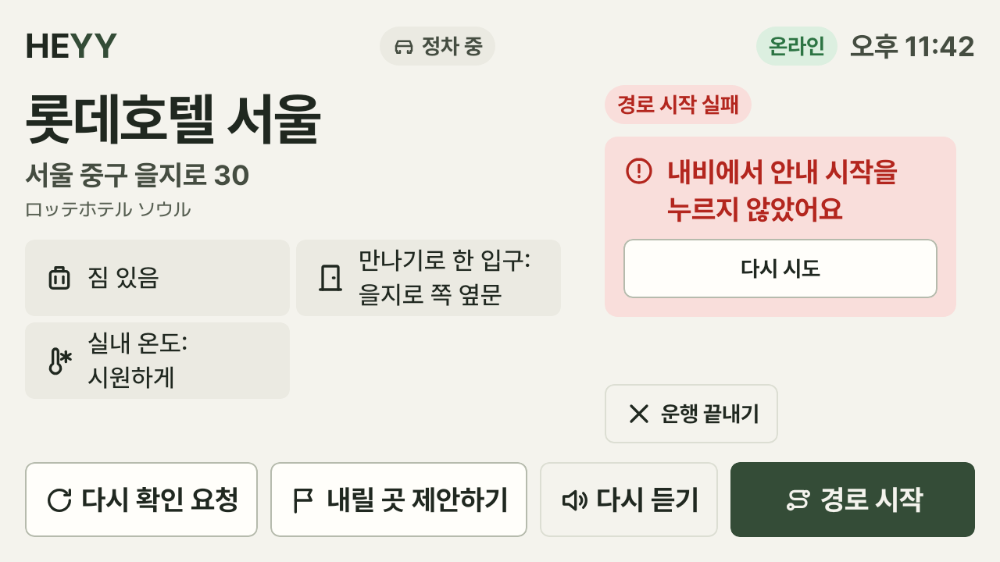 HEYY
정차 중
온라인
오후 11:42
롯데호텔 서울
서울 중구 을지로 30
ロッテホテル ソウル
짐 있음
만나기로 한 입구:
을지로 쪽 옆문
실내 온도:
시원하게
경로 시작 실패
내비에서 안내 시작을
누르지 않았어요
다시 시도
운행 끝내기
다시 확인 요청
내릴 곳 제안하기
다시 듣기
경로 시작